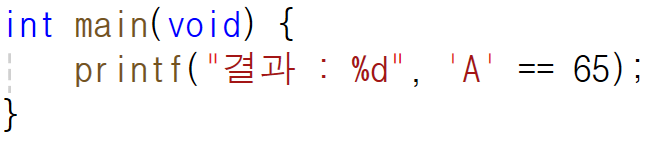 int main(void) {
    printf("결과 : %d", 'A' == 65);
}